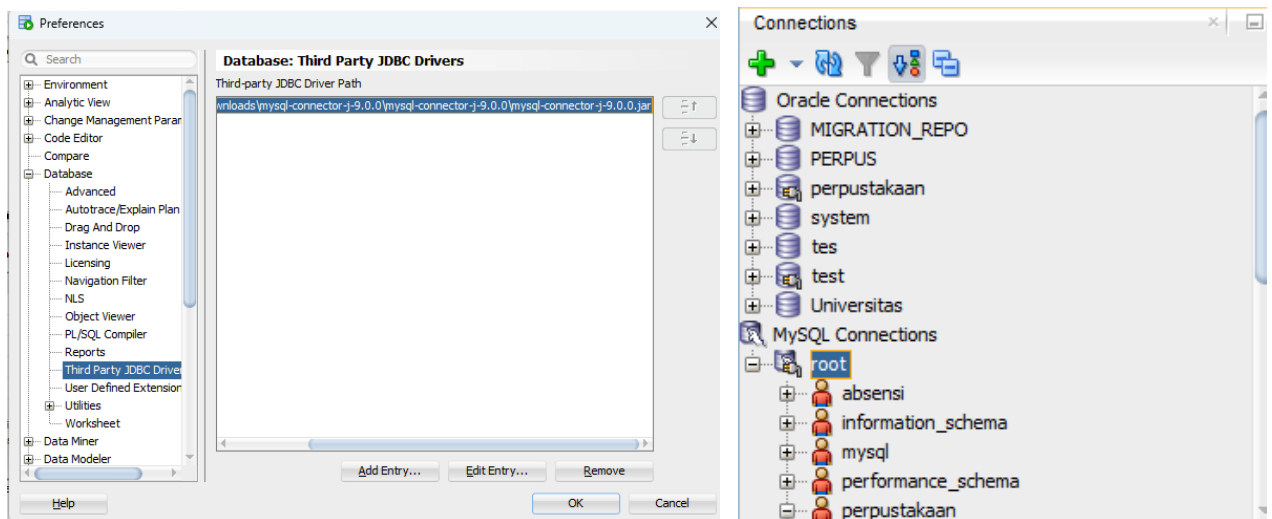 Preferences
Search
Environment
Analytic View
Change Management Parar
Code Editor
Compare
Database
Advanced
Autotrace/Explain Plan
Drag And Drop
Instance Viewer
Licensing
Navigation Filter
NLS
Object Viewer
PL/SQL Compiler
Reports
Third Party JDBC Driver
User Defined Extension
Utilities
Worksheet
Data Miner
Data Modeler
Database: Third Party JDBC Drivers
Third-party JDBC Driver Path
wnloads\mysql-connector-j-9.0.0\mysql-connector-j-9.0.0\mysql-connector-j-9.0.0.jar
Add Entry... Edit Entry... Remove
Help OK Cancel
Connections
Oracle Connections
MIGRATION_REPO
PERPUS
perpustakaan
system
tes
test
Universitas
MySQL Connections
root
absensi
information_schema
mysql
performance_schema
perpustakaan